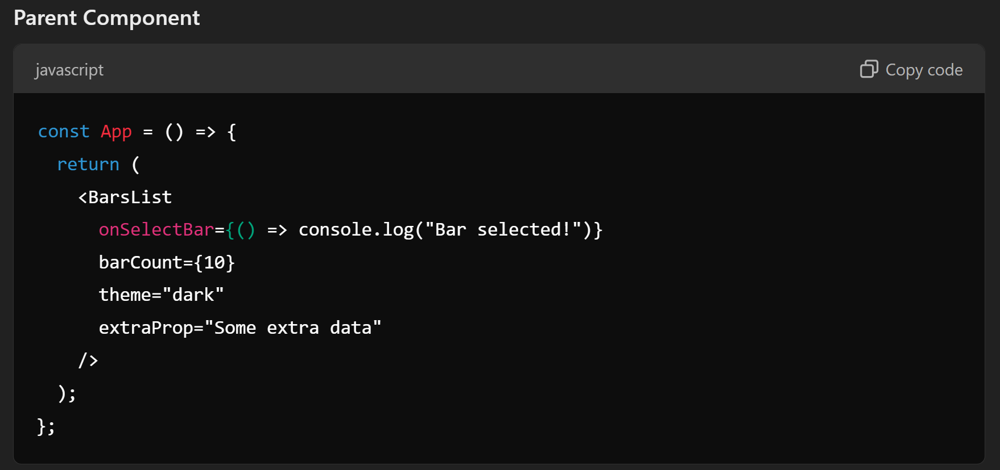 Parent Component
javascript
Copy code
const App = () => {
return (
<BarsList
onSelectBar={() => console.log("Bar selected!")}
barCount={10}
theme="dark"
extraProp="Some extra data"
/>
);
};